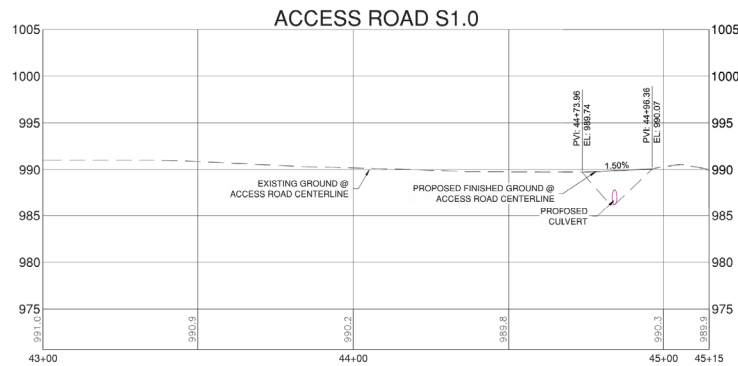 ACCESS ROAD S1.0
1005
1005
1000
1000
995
995
990
990
985
985
980
980
975
975
PVI: 44+73.96
EL: 989.74
PVI: 44+96.36
EL: 990.07
1.50%
EXISTING GROUND @
ACCESS ROAD CENTERLINE
PROPOSED FINISHED GROUND @
ACCESS ROAD CENTERLINE
PROPOSED
CULVERT
991.0
990.9
990.2
989.8
990.3
989.9
43+00
44+00
45+00
45+15